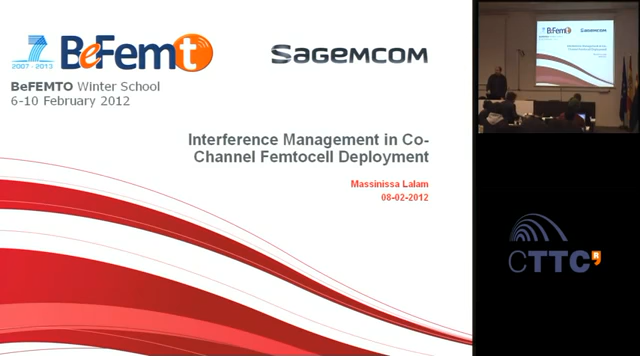 7
2007 - 2013
BeFemt
SAGEMCOM
BeFEMTO Winter School
6-10 February 2012
Interference Management in Co-
Channel Femtocell Deployment
Massinissa Lalam
08-02-2012
CTTC